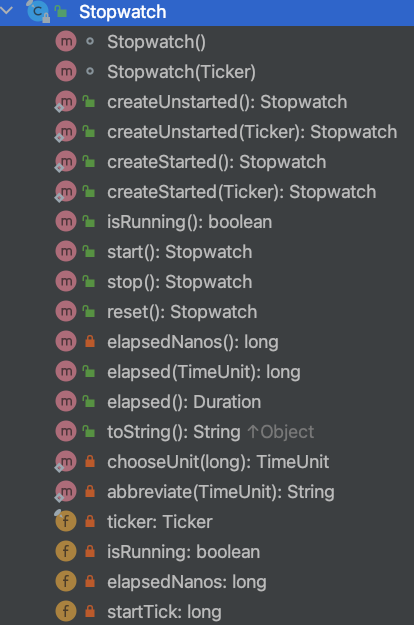 Stopwatch
Stopwatch()
Stopwatch(Ticker)
createUnstarted(): Stopwatch
createUnstarted(Ticker): Stopwatch
createStarted(): Stopwatch
createStarted(Ticker): Stopwatch
isRunning(): boolean
start(): Stopwatch
stop(): Stopwatch
reset(): Stopwatch
elapsedNanos(): long
elapsed(TimeUnit): long
elapsed(): Duration
toString(): String ↑Object
chooseUnit(long): TimeUnit
abbreviate(TimeUnit): String
ticker: Ticker
isRunning: boolean
elapsedNanos: long
startTick: long